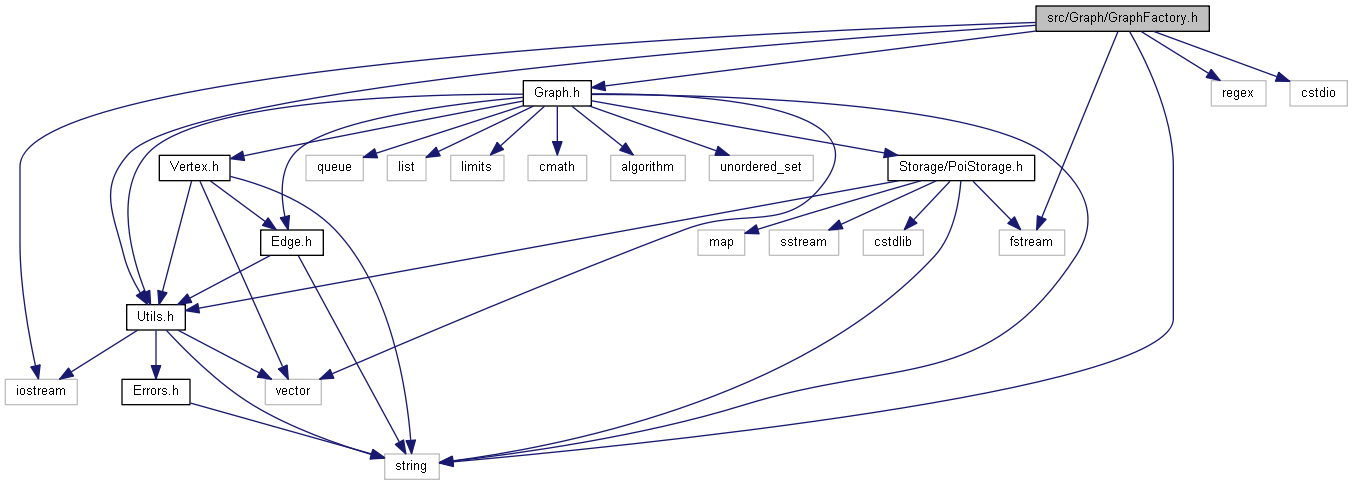 src/Graph/GraphFactory.h
Graph.h
regex
cstdio
Vertex.h
queue
list
limits
cmath
algorithm
unordered_set
Storage/PoiStorage.h
Edge.h
map
sstream
cstdlib
fstream
Utils.h
iostream
Errors.h
vector
string